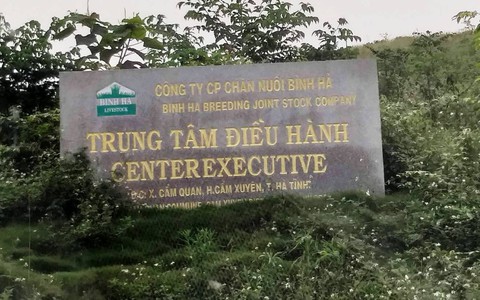 BÌNH HÀ
LIVESTOCK
CÔNG TY CP CHĂN NUÔI BÌNH HÀ
BINH HA BREEDING JOINT STOCK COMPANY
TRUNG TÂM ĐIỀU HÀNH
CENTEREXECUTIVE
X. CẨM QUAN, H.CẨM XUYÊN, T. HÀ TĨNH
COMMUNE